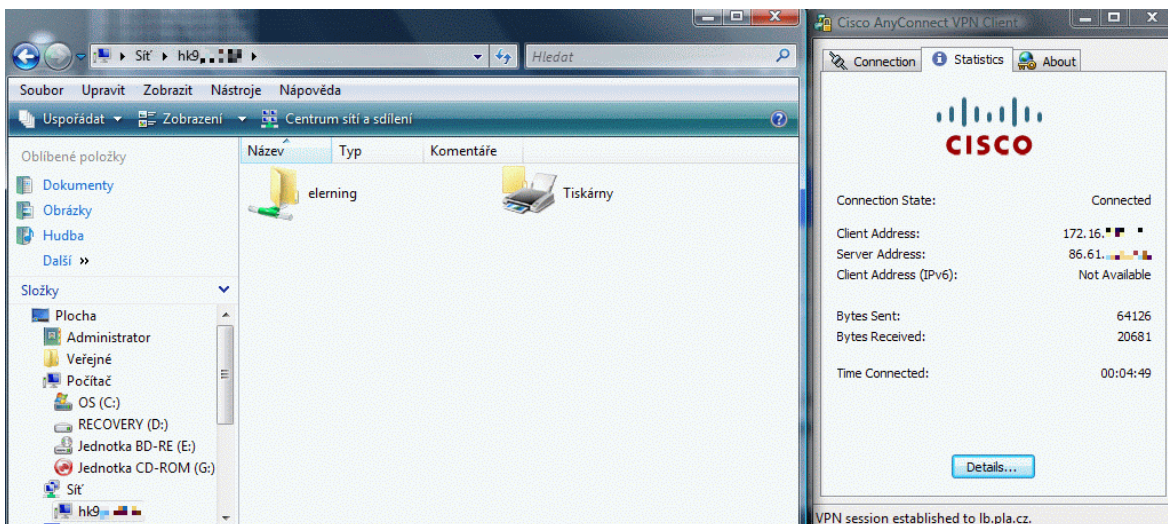 Síť ▸ hk9
Hledat
Soubor Upravit Zobrazit Nástroje Nápověda
Uspořádat Zobrazení Centrum sítí a sdílení
Oblíbené položky
Dokumenty
Obrázky
Hudba
Další »
Složky
Plocha
Administrator
Veřejné
Počítač
OS (C:)
RECOVERY (D:)
Jednotka BD-RE (E:)
Jednotka CD-ROM (G:)
Síť
hk9
Název Typ Komentáře
elerning Tiskárny
Cisco AnyConnect VPN Client
Connection Statistics About
CISCO
Connection State: Connected
Client Address: 172.16.
Server Address: 86.61.
Client Address (IPv6): Not Available
Bytes Sent: 64126
Bytes Received: 20681
Time Connected: 00:04:49
Details...
VPN session established to lb.pla.cz.